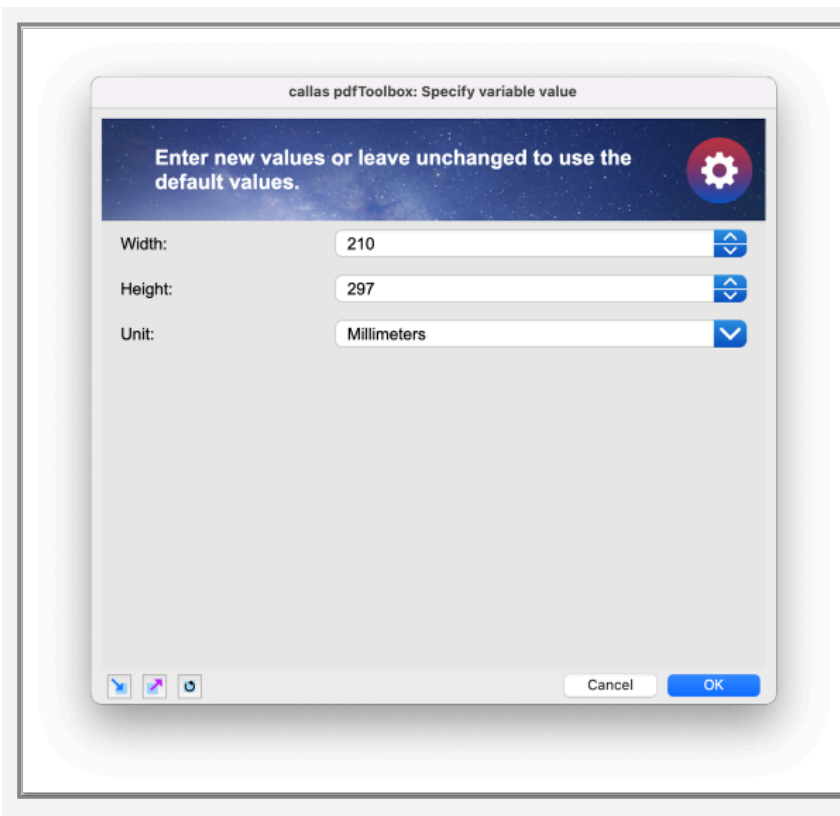 callas pdfToolbox: Specify variable value
Enter new values or leave unchanged to use the
default values.
Width: 210
Height: 297
Unit: Millimeters
Cancel OK